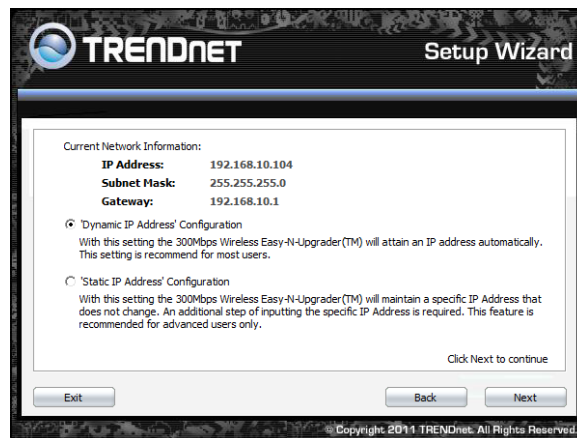 TRENDNET
Setup Wizard
Current Network Information:
IP Address: 192.168.10.104
Subnet Mask: 255.255.255.0
Gateway: 192.168.10.1
'Dynamic IP Address' Configuration
With this setting the 300Mbps Wireless Easy-N-Upgrader(TM) will attain an IP address automatically.
This setting is recommend for most users.
'Static IP Address' Configuration
With this setting the 300Mbps Wireless Easy-N-Upgrader(TM) will maintain a specific IP Address that
does not change. An additional step of inputting the specific IP Address is required. This feature is
recommended for advanced users only.
Click Next to continue
Exit
Back
Next
Copyright 2011 TRENDnet. All Rights Reserved.